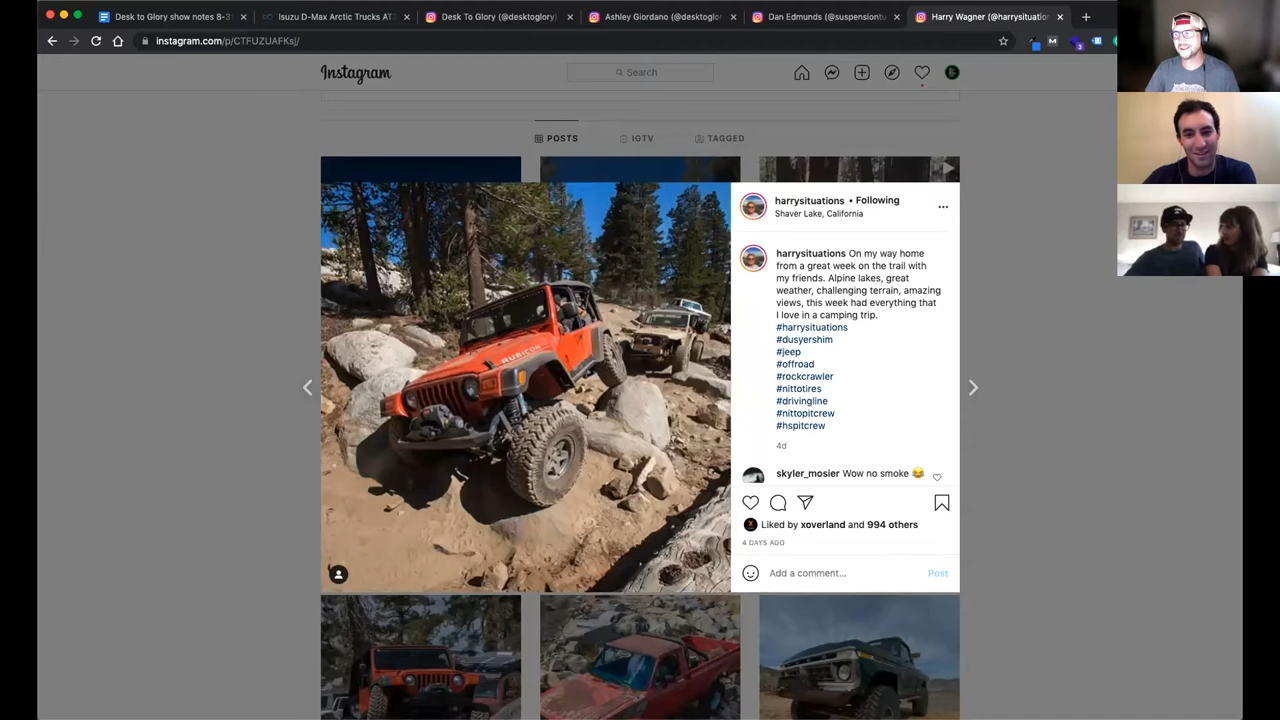 Desk to Glory show notes 8-3
Isuzu D-Max Arctic Trucks AT3
Desk To Glory (@desktoglory)
Ashley Giordano (@desktoglor
Dan Edmunds (@suspensiontu
Harry Wagner (@harrysituatio
instagram.com/p/CTFUZUAFKsj/
Instagram
Search
POSTS
IGTV
TAGGED
harrysituations • Following
Shaver Lake, California
harrysituations On my way home
from a great week on the trail with
my friends. Alpine lakes, great
weather, challenging terrain, amazing
views, this week had everything that
I love in a camping trip.
#harrysituations
#dusyershim
#jeep
#offroad
#rockcrawler
#nittotires
#drivingline
#nittopitcrew
#hspitcrew
4d
skyler_mosier Wow no smoke 😂
Liked by xoverland and 994 others
4 DAYS AGO
Add a comment...
Post
RUBICON